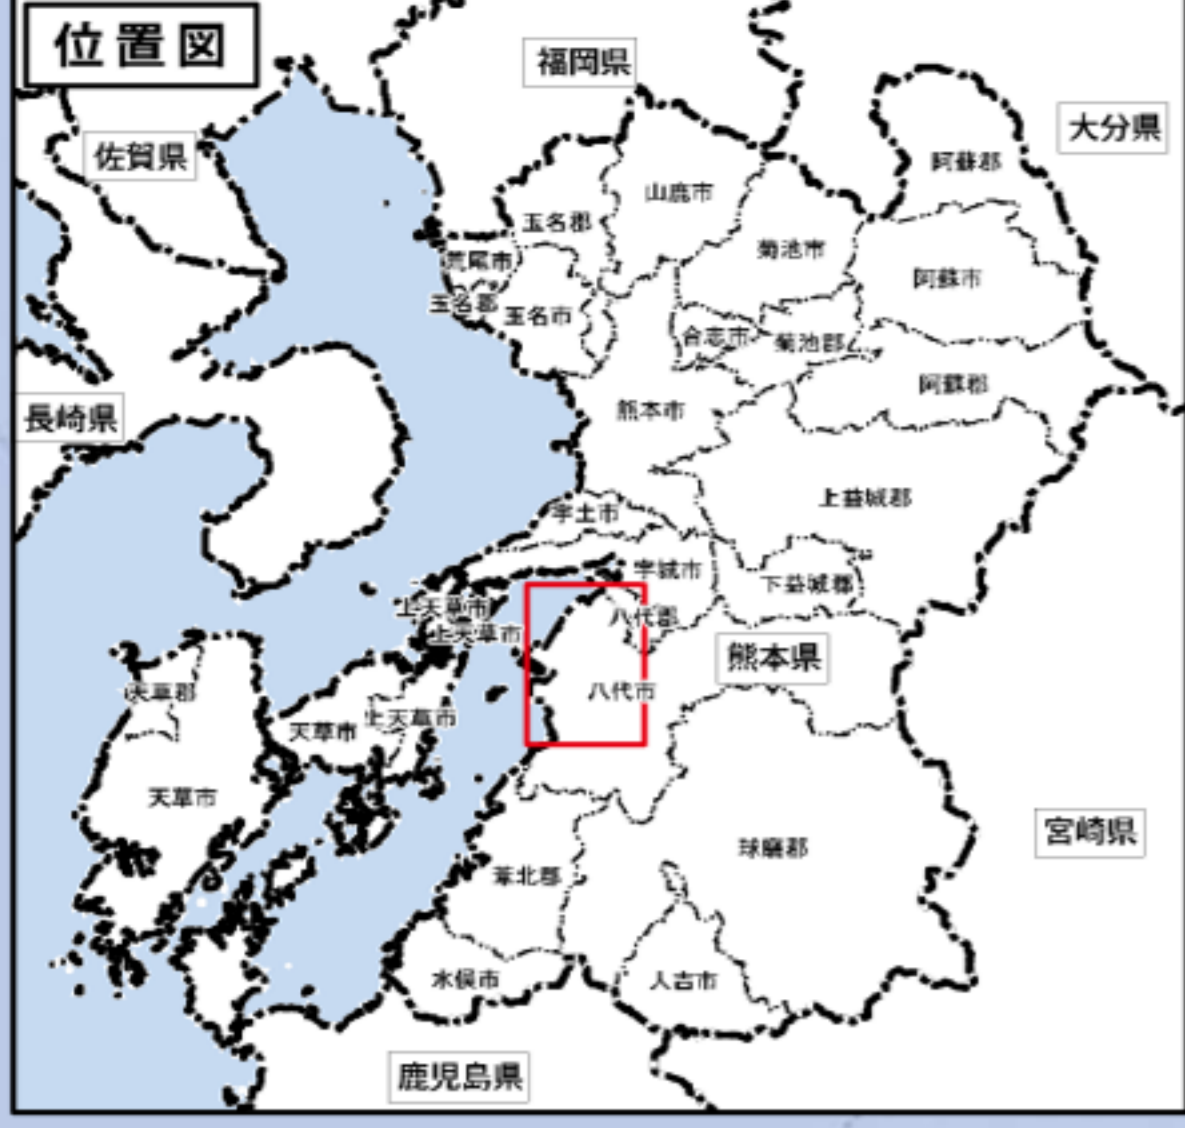 位置図
福岡県
大分県
佐賀県
阿蘇郡
山鹿市
玉名郡
菊池市
荒尾市
阿蘇市
玉名郡
玉名市
合志市
菊池郡
阿蘇郡
長崎県
熊本市
上益城郡
宇土市
宇城市
下益城郡
上天草市
八代郡
上天草市
熊本県
天草郡
八代市
上天草市
天草市
天草市
宮崎県
球磨郡
葦北郡
水俣市
人吉市
鹿児島県